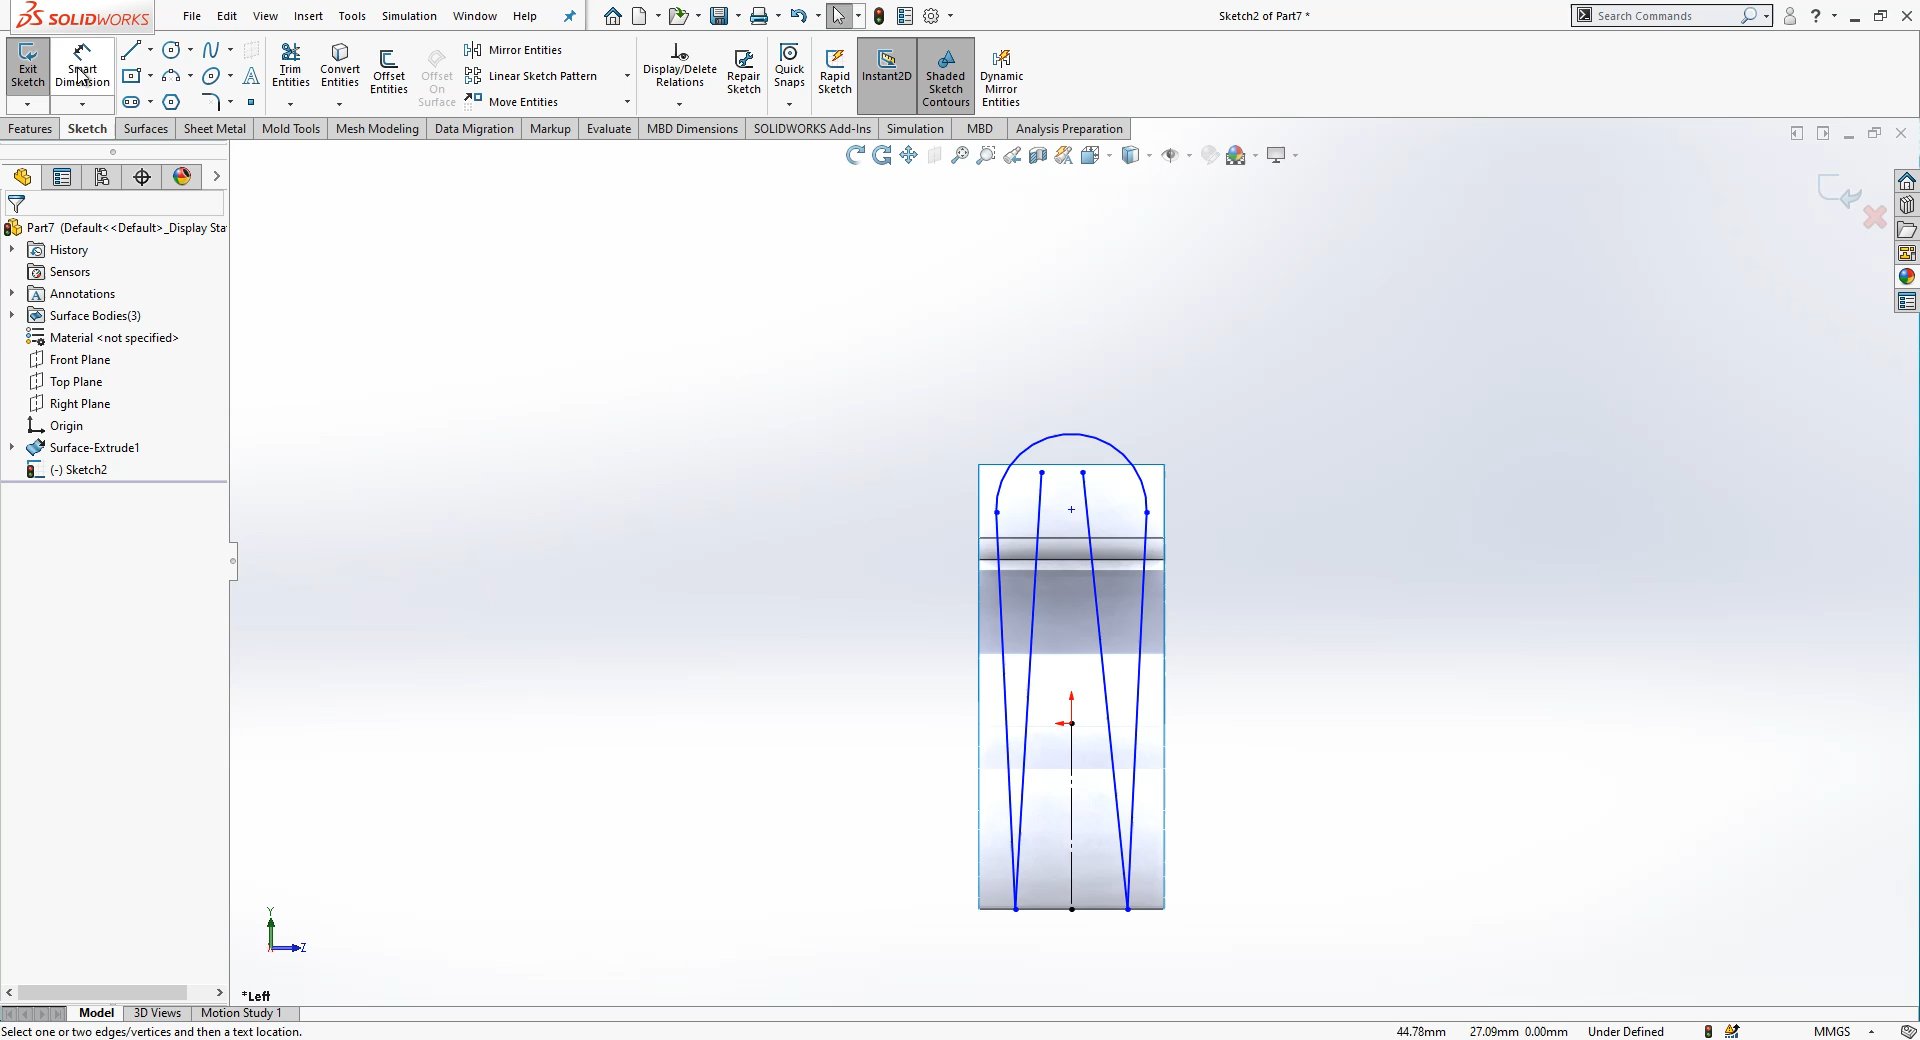 SOLIDWORKS File Edit View Insert Tools Simulation Window Help Sketch2 of Part7 * Search Commands ?
Exit Sketch Smart Dimension Trim Entities Convert Entities Offset Entities Offset On Surface Mirror Entities Linear Sketch Pattern Move Entities Display/Delete Relations Repair Sketch Quick Snaps Rapid Sketch Instant2D Shaded Sketch Contours Dynamic Mirror Entities
Features Sketch Surfaces Sheet Metal Mold Tools Mesh Modeling Data Migration Markup Evaluate MBD Dimensions SOLIDWORKS Add-Ins Simulation MBD Analysis Preparation
Part7 (Default<<Default>_Display Sta
History
Sensors
Annotations
Surface Bodies(3)
Material <not specified>
Front Plane
Top Plane
Right Plane
Origin
Surface-Extrude1
(-) Sketch2
Y
Z
*Left
Model 3D Views Motion Study 1
Select one or two edges/vertices and then a text location. 44.78mm 27.09mm 0.00mm Under Defined MMGS